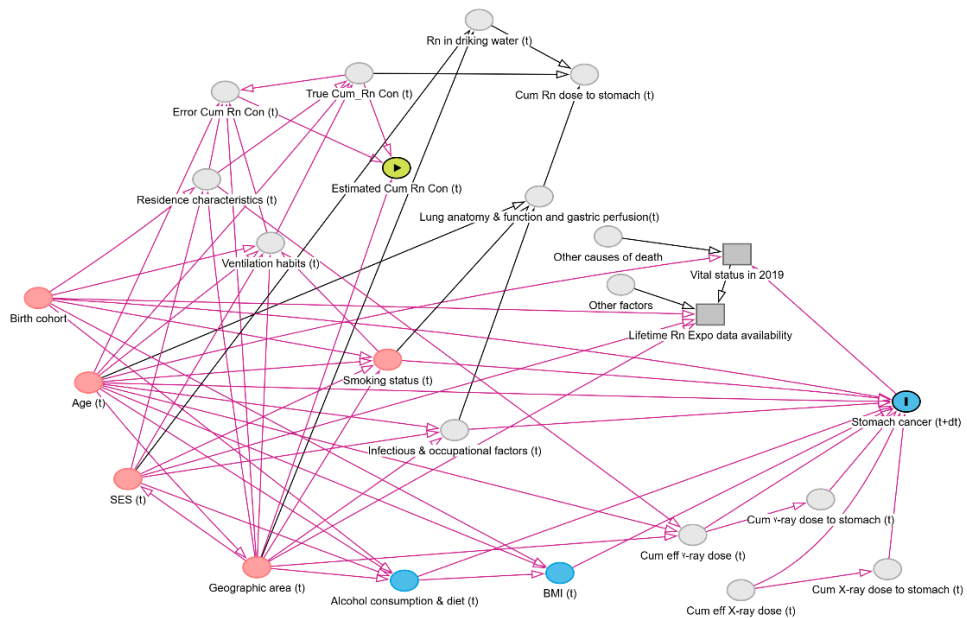 Rn in driking water (t)
Cum Rn dose to stomach (t)
True Cum_Rn Con (t)
Error Cum Rn Con (t)
Estimated Cum Rn Con (t)
Residence characteristics (t)
Lung anatomy & function and gastric perfusion(t)
Other causes of death
Ventilation habits (t)
Vital status in 2019
Other factors
Birth cohort
Lifetime Rn Expo data availability
Smoking status (t)
Age (t)
Stomach cancer (t+dt)
Infectious & occupational factors (t)
SES (t)
Cum γ-ray dose to stomach (t)
Cum eff γ-ray dose (t)
Geographic area (t)
Alcohol consumption & diet (t)
BMI (t)
Cum X-ray dose to stomach (t)
Cum eff X-ray dose (t)